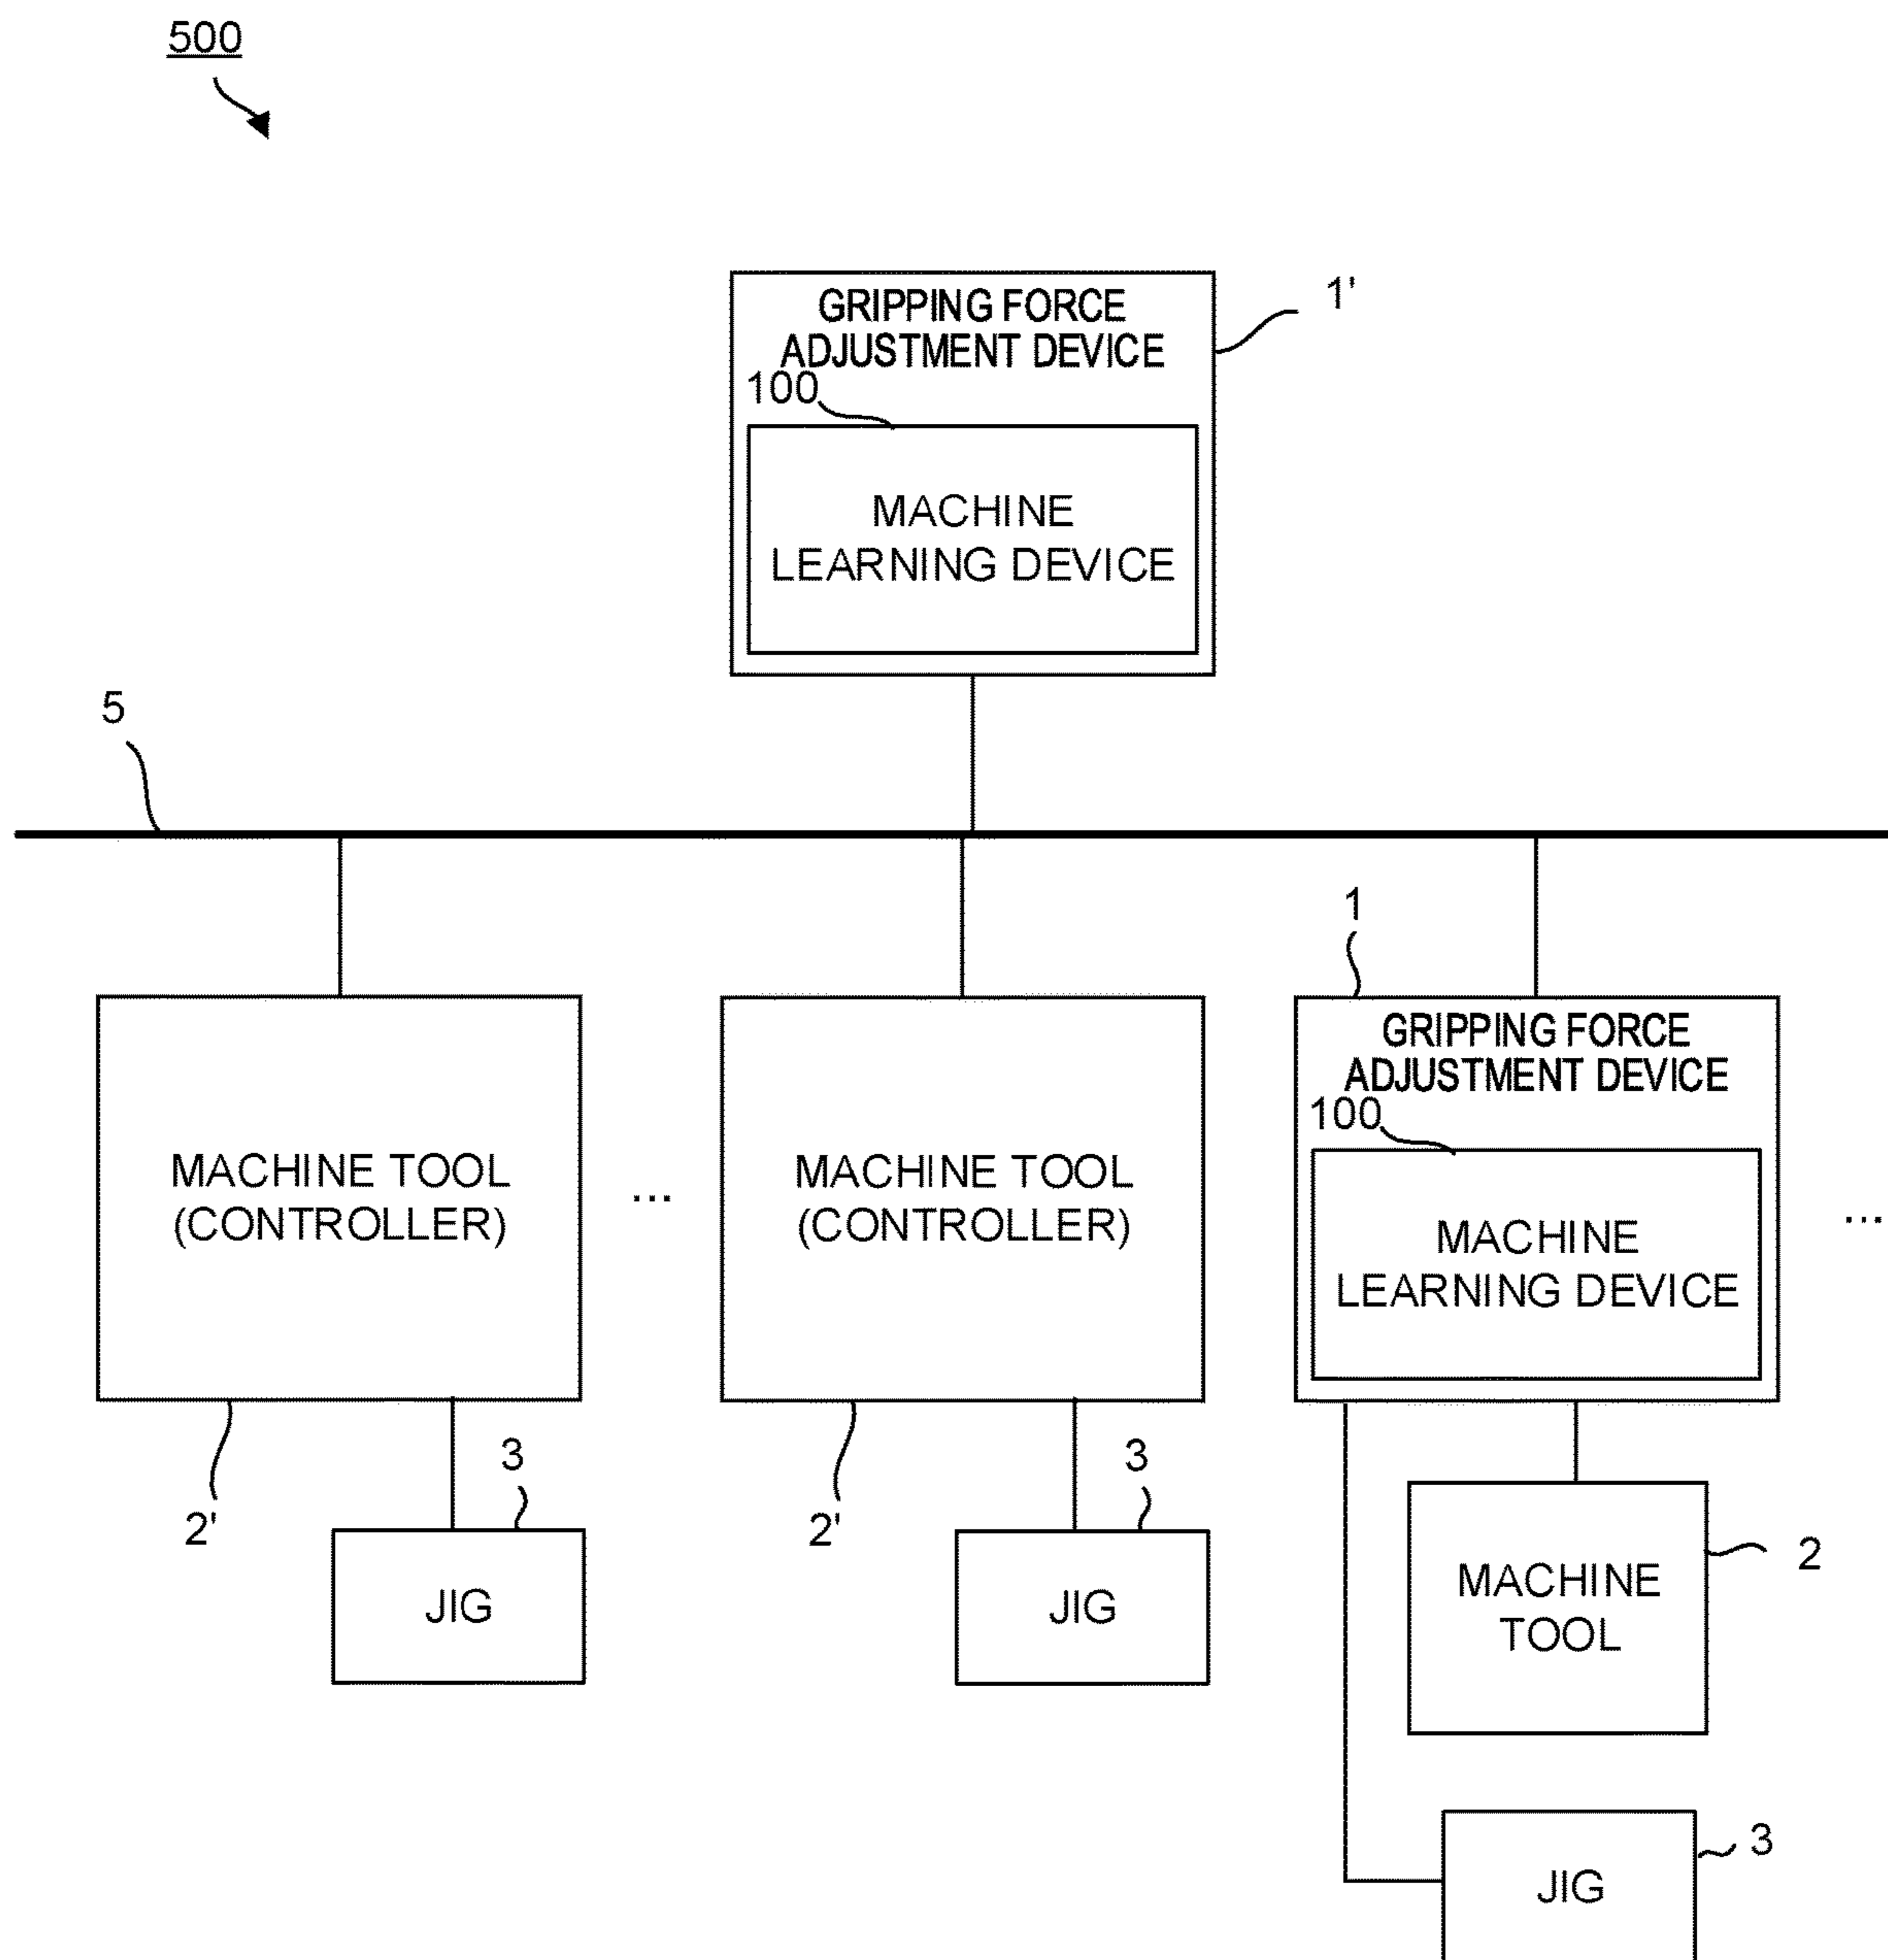 500
1'
GRIPPING FORCE
ADJUSTMENT DEVICE
100
MACHINE
LEARNING DEVICE
5
1
GRIPPING FORCE
ADJUSTMENT DEVICE
100
MACHINE TOOL
(CONTROLLER)
...
MACHINE TOOL
(CONTROLLER)
MACHINE
LEARNING DEVICE
...
2'
3
JIG
2'
3
JIG
2
MACHINE
TOOL
3
JIG